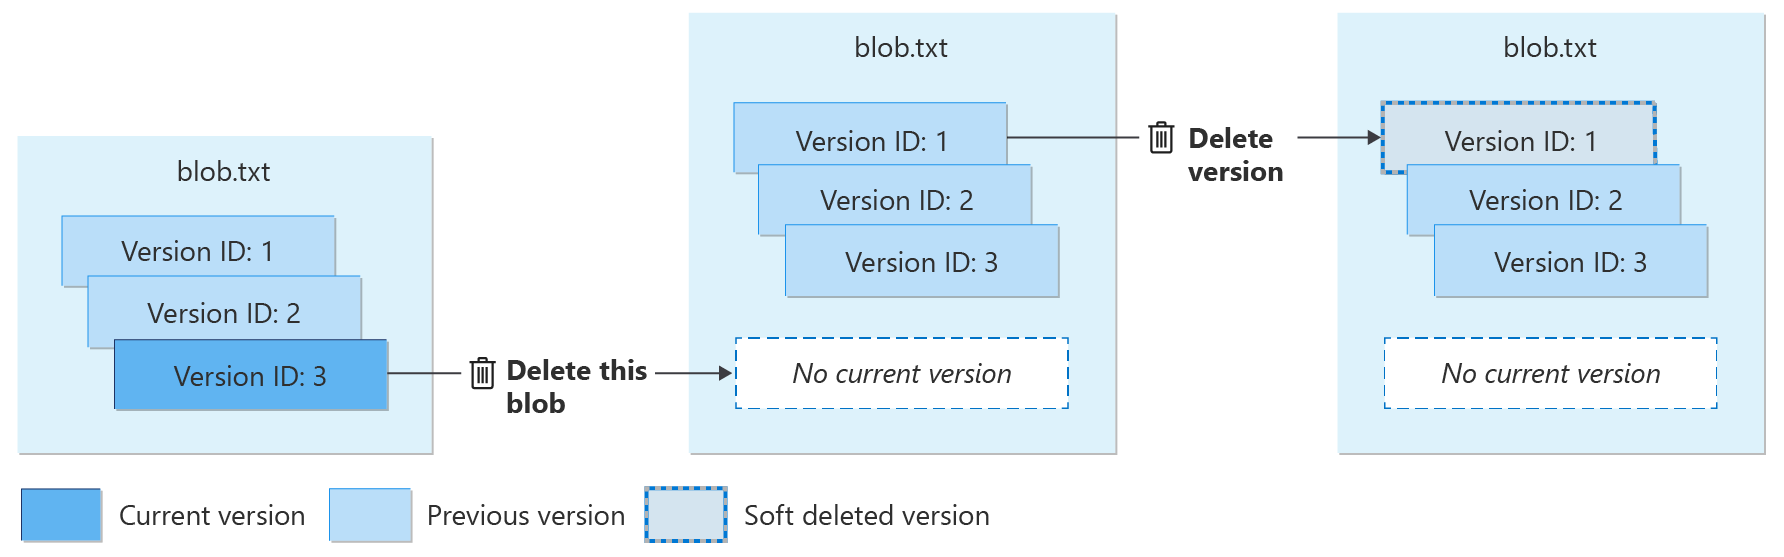 blob.txt
Version ID: 1
Version ID: 2
Version ID: 3
Delete this
blob
blob.txt
Version ID: 1
Version ID: 2
Version ID: 3
No current version
Delete
version
blob.txt
Version ID: 1
Version ID: 2
Version ID: 3
No current version
Current version
Previous version
Soft deleted version